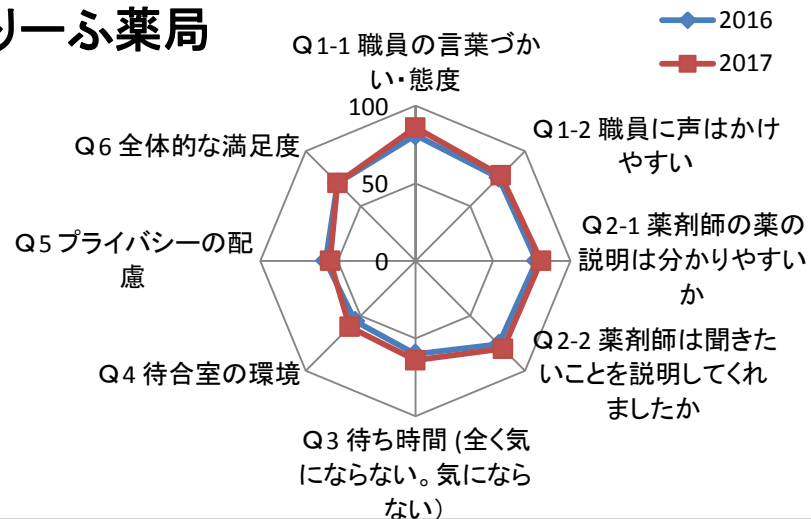 りーふ薬局
2016
2017
Q1-1 職員の言葉づか
い・態度
Q1-2 職員に声はかけ
やすい
Q2-1 薬剤師の薬の
説明は分かりやすい
か
Q2-2 薬剤師は聞きた
いことを説明してくれ
ましたか
Q3 待ち時間 (全く気
にならない。気になら
ない）
Q4 待合室の環境
Q5 プライバシーの配
慮
Q6 全体的な満足度
100
50
0